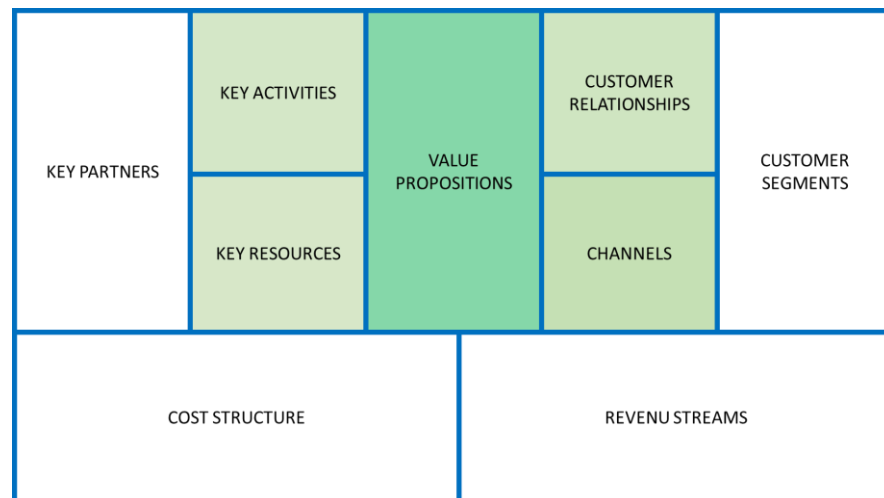 KEY PARTNERS
KEY ACTIVITIES
KEY RESOURCES
VALUE
PROPOSITIONS
CUSTOMER
RELATIONSHIPS
CHANNELS
CUSTOMER
SEGMENTS
COST STRUCTURE
REVENU STREAMS